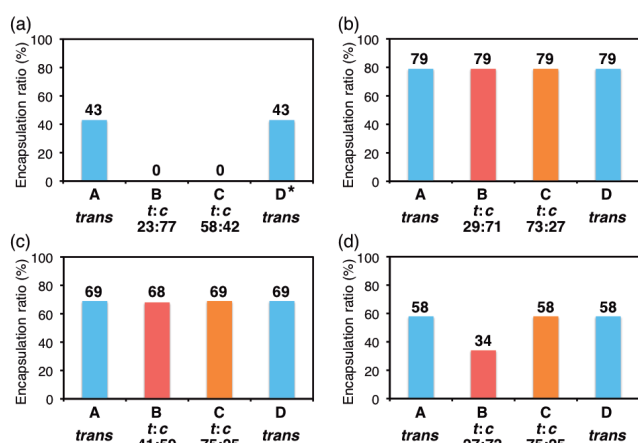 (a)
Encapsulation ratio (%)
100
80
60
40
20
0
43
0
0
43
A
B
C
D*
trans
t:c
t:c
trans
23:77
58:42
(b)
Encapsulation ratio (%)
100
80
60
40
20
0
79
79
79
79
A
B
C
D
trans
t:c
t:c
trans
29:71
73:27
(c)
Encapsulation ratio (%)
100
80
60
40
20
0
69
68
69
69
A
B
C
D
trans
t:c
t:c
trans
(d)
Encapsulation ratio (%)
100
80
60
40
20
0
58
34
58
58
A
B
C
D
trans
t:c
t:c
trans